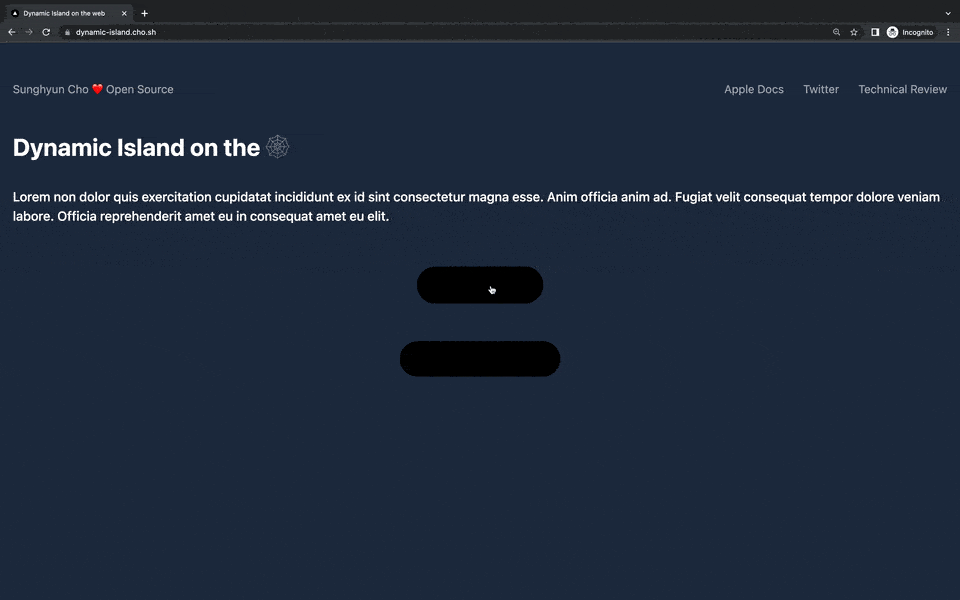 Dynamic Island on the web
dynamic-island.cho.sh
Incognito
Sunghyun Cho ❤️ Open Source
Apple Docs
Twitter
Technical Review
Dynamic Island on the 🕸
Lorem non dolor quis exercitation cupidatat incididunt ex id sint consectetur magna esse. Anim officia anim ad. Fugiat velit consequat tempor dolore veniam
labore. Officia reprehenderit amet eu in consequat amet eu elit.